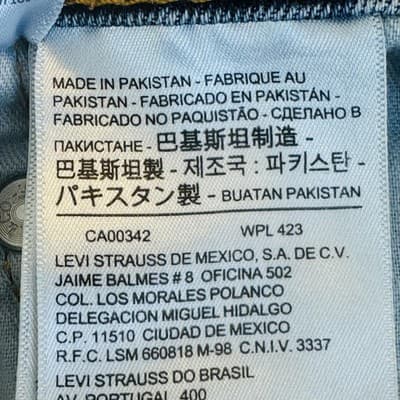 MADE IN PAKISTAN - FABRIQUE AU
PAKISTAN - FABRICADO EN PAKISTÁN -
FABRICADO NO PAQUISTÃO - СДЕЛАНО В
ПАКИСТАНЕ - 巴基斯坦制造 -
巴基斯坦製 - 제조국 : 파키스탄 -
パキスタン製 - BUATAN PAKISTAN
CA00342 WPL 423
LEVI STRAUSS DE MEXICO, S.A. DE C.V.
JAIME BALMES # 8 OFICINA 502
COL. LOS MORALES POLANCO
DELEGACION MIGUEL HIDALGO
C.P. 11510 CIUDAD DE MEXICO
R.F.C. LSM 660818 M-98 C.N.I.V. 3337
LEVI STRAUSS DO BRASIL
AV. PORTUGAL, 400